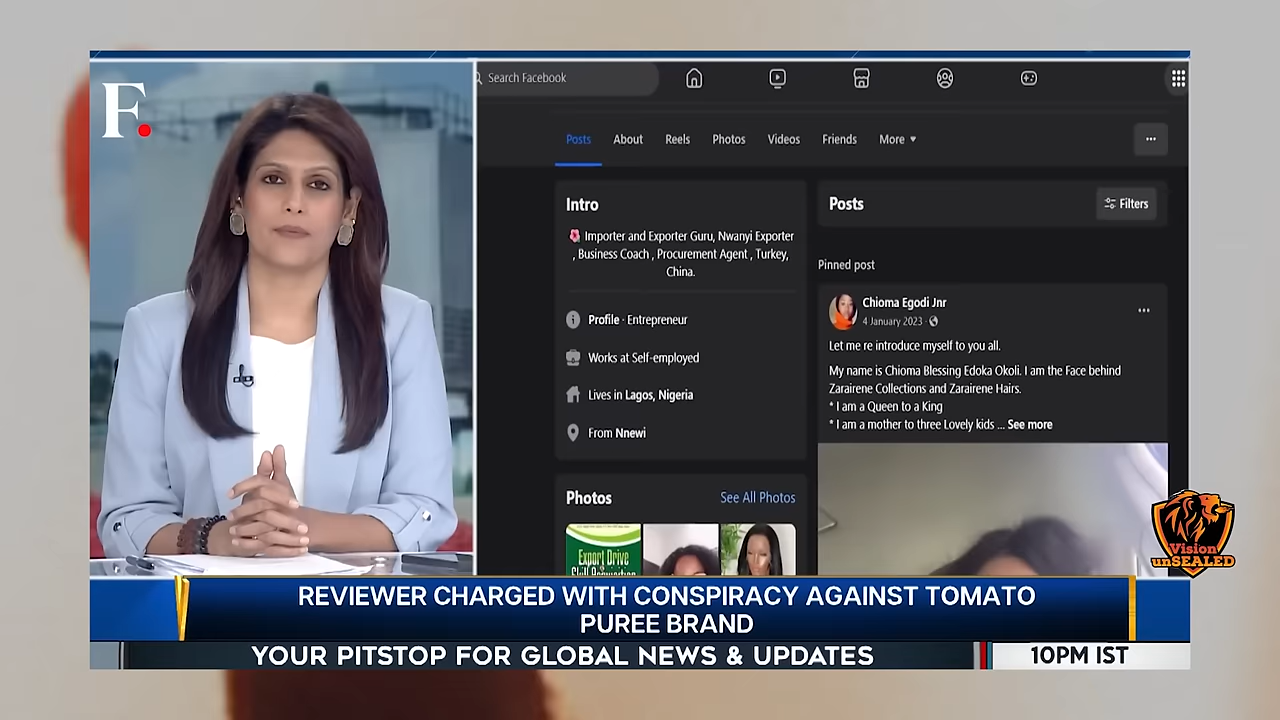 F.
Search Facebook
Posts About Reels Photos Videos Friends More
Intro
Importer and Exporter Guru, Nwanyi Exporter
, Business Coach , Procurement Agent , Turkey,
China.
Profile · Entrepreneur
Works at Self-employed
Lives in Lagos, Nigeria
From Nnewi
Photos
See All Photos
Export Drive
Posts
Filters
Pinned post
Chioma Egodi Jnr
4 January 2023 ·
Let me re introduce myself to you all.
My name is Chioma Blessing Edoka Okoli. I am the Face behind
Zarairene Collections and Zarairene Hairs.
* I am a Queen to a King
* I am a mother to three Lovely kids ... See more
Vision
unSEALED
REVIEWER CHARGED WITH CONSPIRACY AGAINST TOMATO
PUREE BRAND
YOUR PITSTOP FOR GLOBAL NEWS & UPDATES
10PM IST